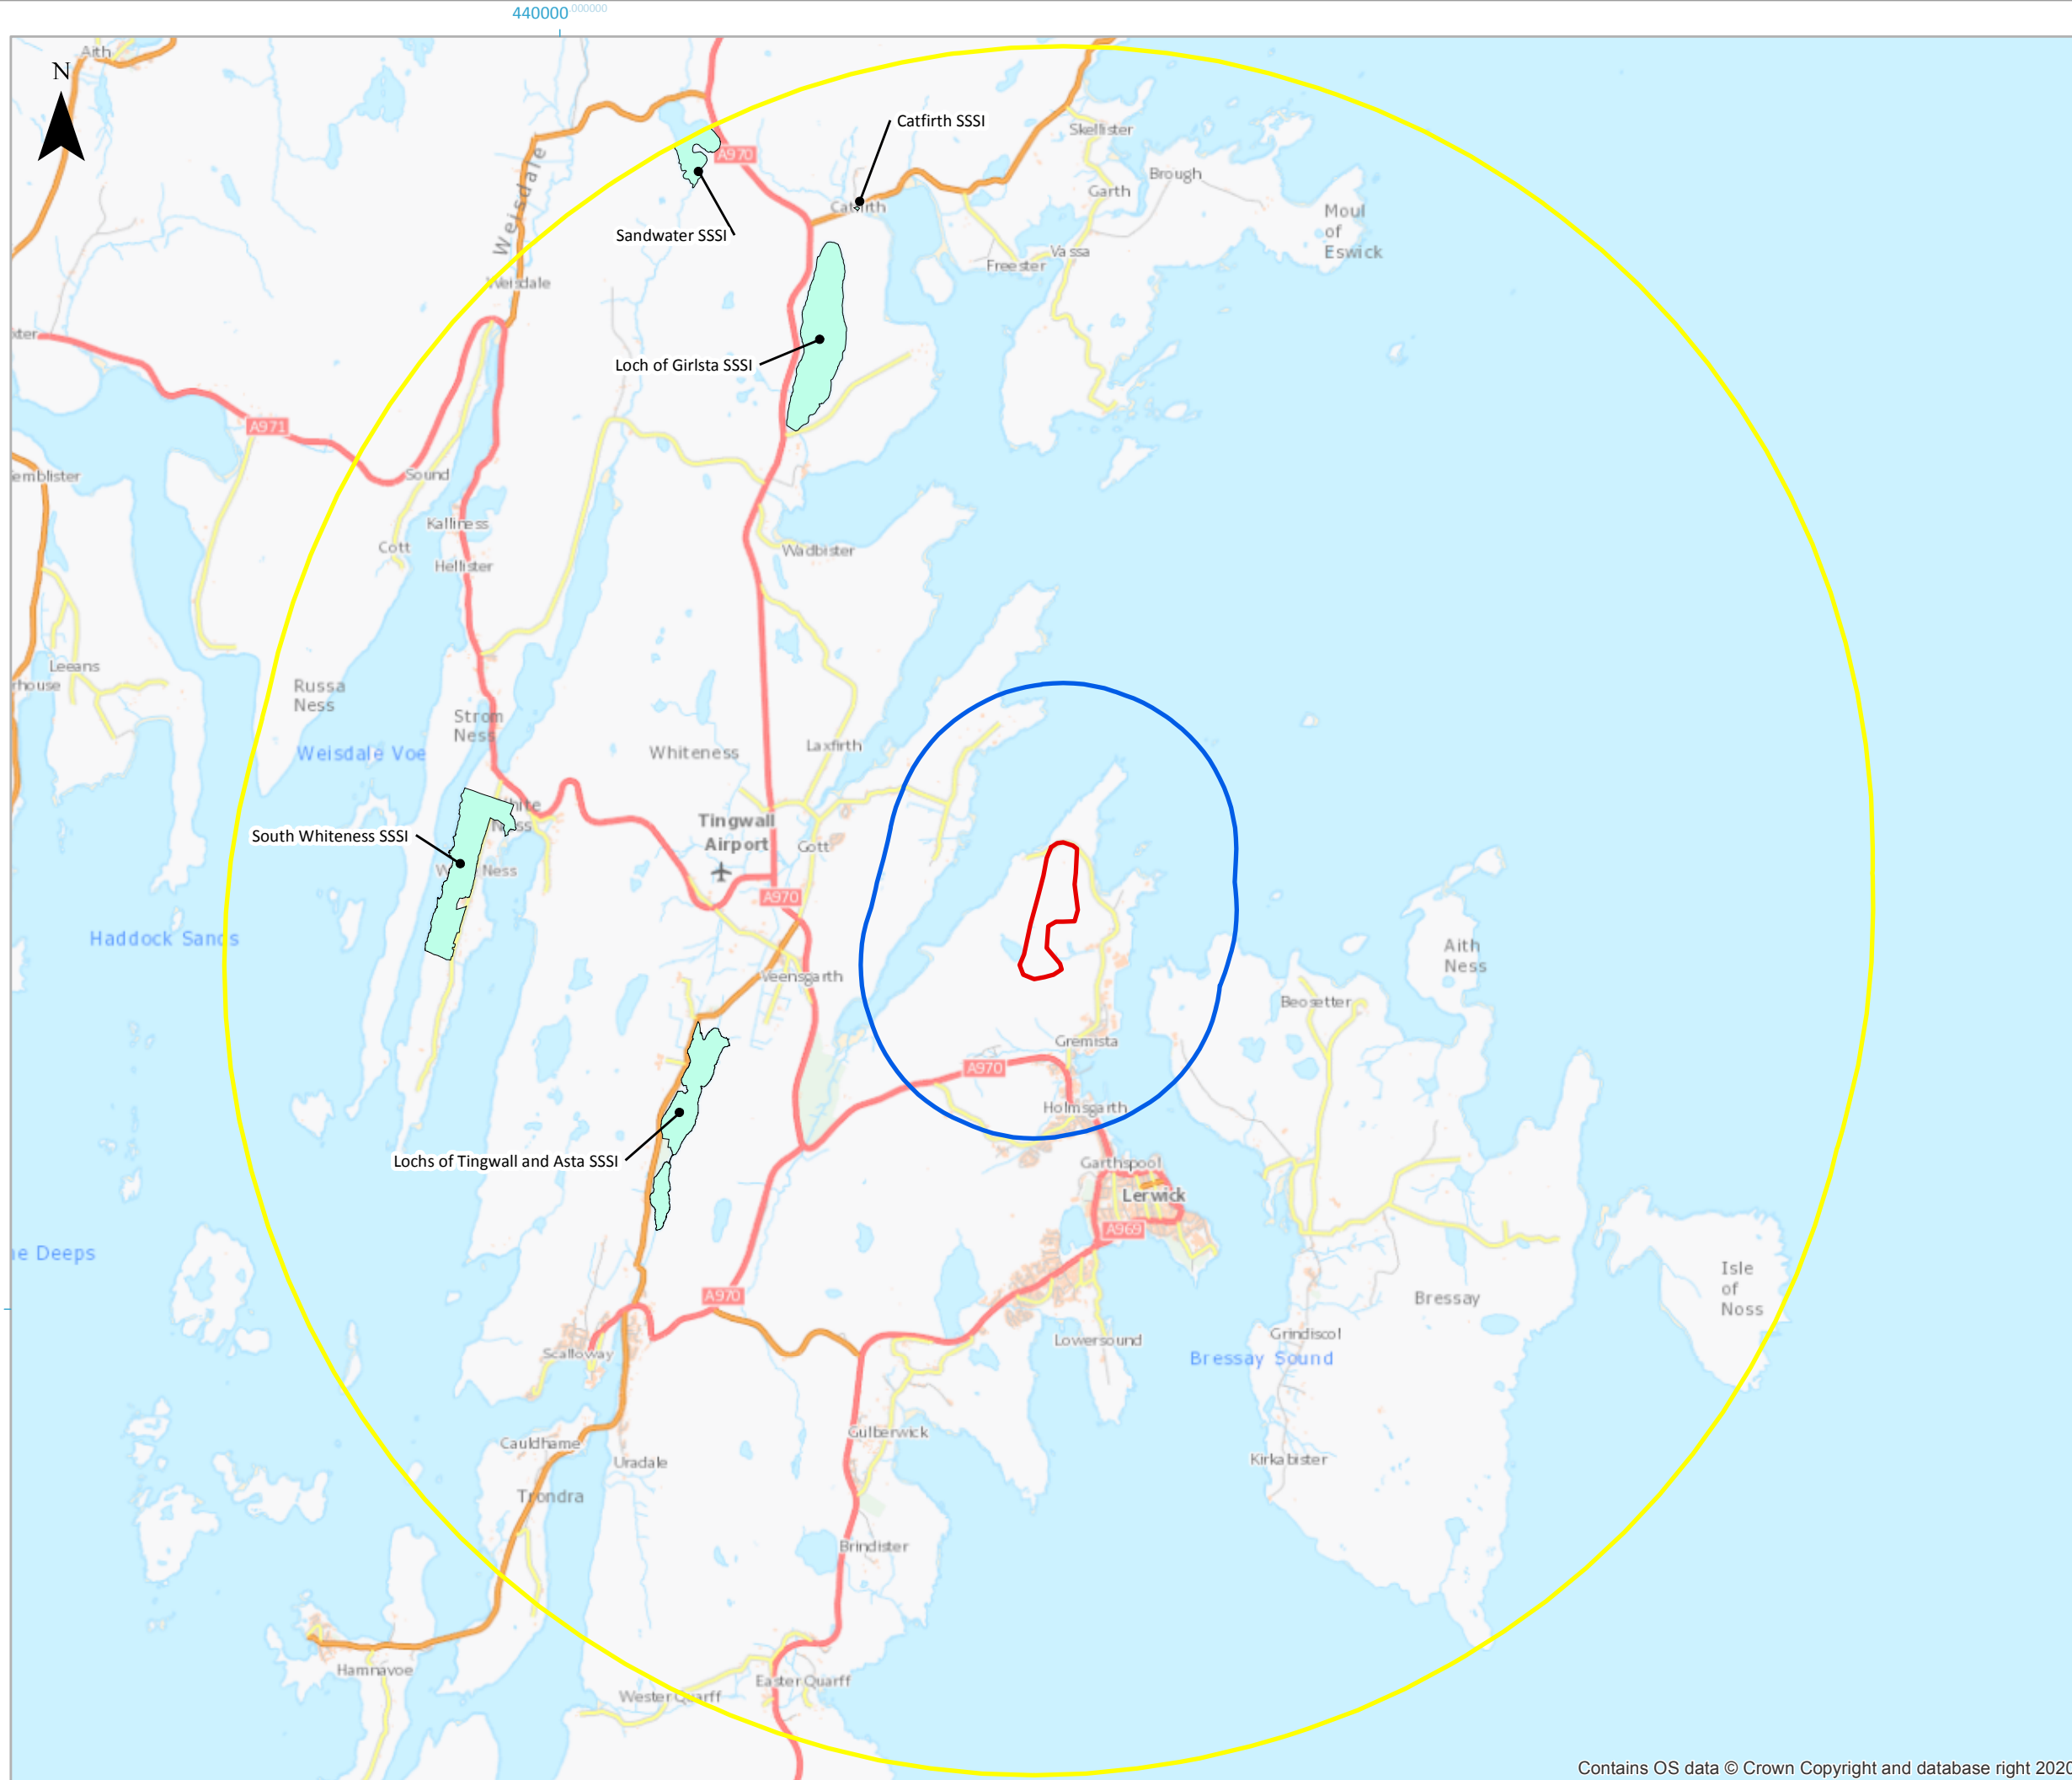 440000.000000
Aith
N
Catfirth SSSI
Skellister
A970
Brough
Garth
Catfirth
Moul
of
Eswick
Sandwater SSSI
Weisdale
Vassa
Freester
Weisdale
Loch of Girlsta SSSI
A971
Sound
Kalliness
Cott
Wadbister
Hellister
Leeans
Russa
Ness
Strom
Ness
Weisdale Voe
Whiteness
Laxfirth
White
Ness
Tingwall
Airport
South Whiteness SSSI
Gott
Ness
A970
Haddock Sands
Aith
Ness
Veensgarth
Beosetter
Gremista
A970
Holmsgarth
Lochs of Tingwall and Asta SSSI
Garthspool
Lerwick
A969
e Deeps
Isle
of
Noss
A970
Bressay
Grindiscol
Lowersound
Scalloway
Bressay Sound
Gulberwick
Cauldhame
Uradale
Kirkabister
Trondra
Brindister
Hamnavoe
Easter Quarff
Wester Quarff
Contains OS data © Crown Copyright and database right 2020